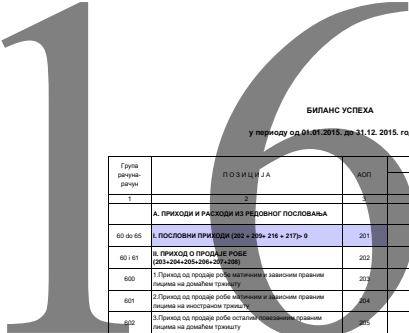 16
БИЛАНС УСПЕХА
у периоду од 01.01.2015. до 31.12. 2015.
Група
рачуна-
рачун
П О З И Ц И Ј А
АОП
1
2
3
А. ПРИХОДИ И РАСХОДИ ИЗ РЕДОВНОГ ПОСЛОВАЊА
60 do 65
I. ПОСЛОВНИ ПРИХОДИ (202 + 209+ 216 + 217)> 0
201
60 i 61
II. ПРИХОД О ПРОДАЈЕ РОБЕ
(203+204+205+206+207+208)
202
600
1.Приход од продаје робе матичним и зависним правним
лицима на домаћем тржишту
203
601
2.Приход од продаје робе матичним и зависним правним
лицима на иностраном тржишту
204
602
3.Приход од продаје робе осталим повезаним правним
лицима на домаћем тржишту
205